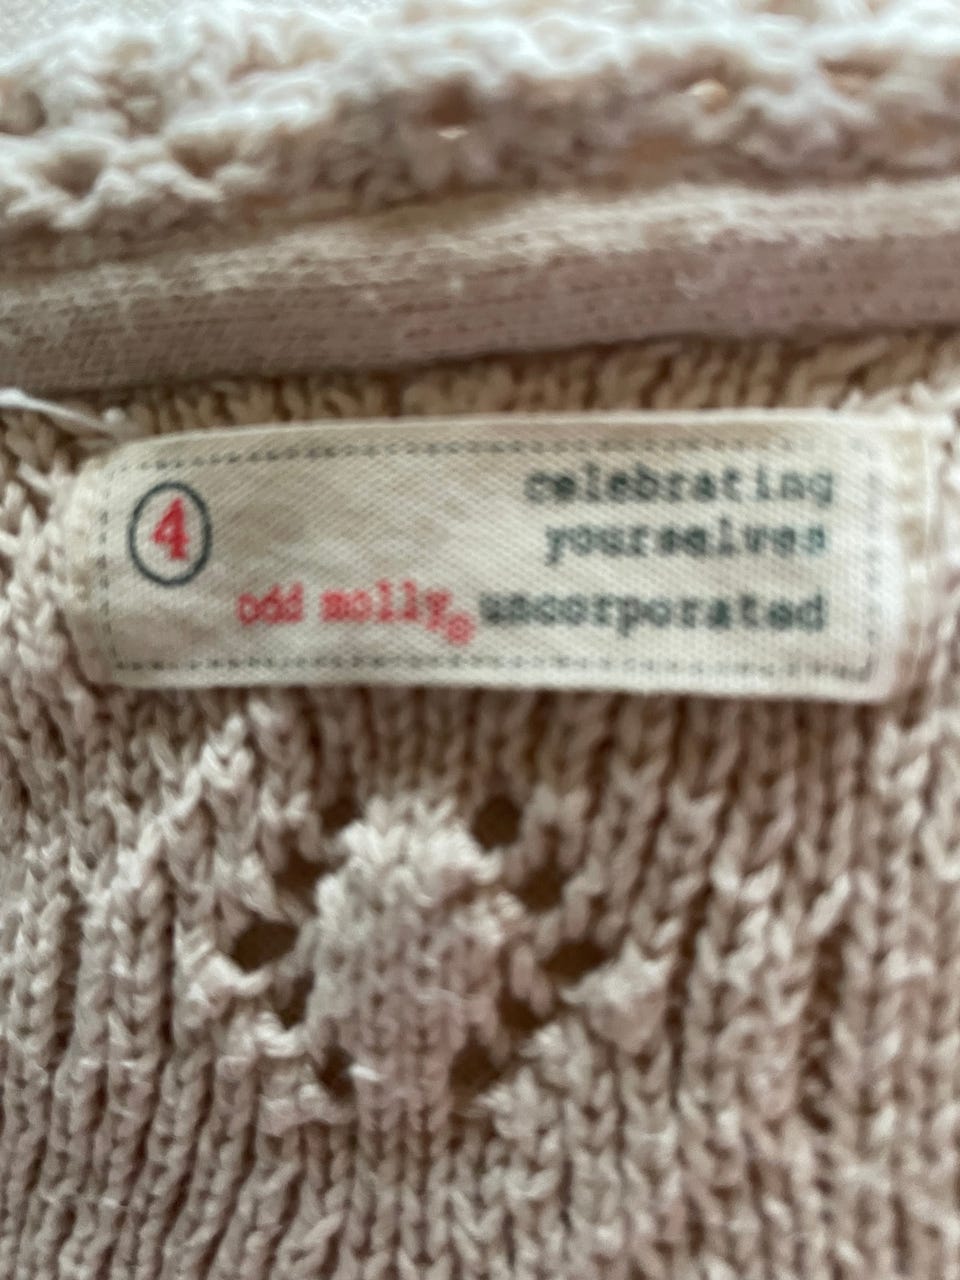 4
celebrating
yourselves
odd molly® uncorporated